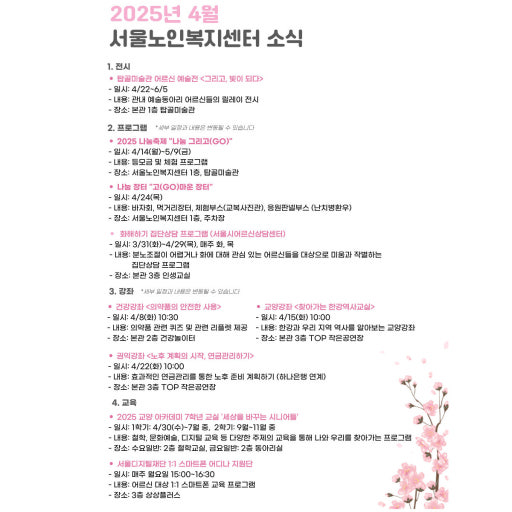 2025년 4월
서울노인복지센터 소식
1. 전시
• 탑골미술관 어르신 예술전 <그리고, 빛이 되다>
- 일시: 4/22~6/5
- 내용: 관내 예술동아리 어르신들의 릴레이 전시
- 장소: 본관 1층 탑골미술관
2. 프로그램 *세부 일정과 내용은 변동될 수 있습니다
• 2025 나눔축제 "나눔 그리고(GO)"
- 일시: 4/14(월)~5/9(금)
- 내용: 등모금 및 체험 프로그램
- 장소: 서울노인복지센터 1층, 탑골미술관
• 나눔 장터 "고(GO)마운 장터"
- 일시: 4/24(목)
- 내용: 바자회, 먹거리장터, 체험부스(교복사진관), 응원판넬부스 (난치병환우)
- 장소: 서울노인복지센터 1층, 주차장
• 화해하기 집단상담 프로그램 (서울시어르신상담센터)
- 일시: 3/31(화)~4/29(목), 매주 화, 목
- 내용: 분노조절이 어렵거나 화에 대해 관심 있는 어르신들을 대상으로 미움과 작별하는
집단상담 프로그램
- 장소: 본관 3층 인생교실
3. 강좌 *세부 일정과 내용은 변동될 수 있습니다
• 건강강좌 <의약품의 안전한 사용>
- 일시: 4/8(화) 10:30
- 내용: 의약품 관련 퀴즈 및 관련 리플렛 제공
- 장소: 본관 2층 건강놀이터
• 교양강좌 <찾아가는 한강역사교실>
- 일시: 4/15(화) 10:00
- 내용: 한강과 우리 지역 역사를 알아보는 교양강좌
- 장소: 본관 3층 TOP 작은공연장
• 권익강좌 <노후 계획의 시작, 연금관리하기>
- 일시: 4/22(화) 10:00
- 내용: 효과적인 연금관리를 통한 노후 준비 계획하기 (하나은행 연계)
- 장소: 본관 3층 TOP 작은공연장
4. 교육
• 2025 교양 아카데미 7학년 교실 '세상을 바꾸는 시니어들'
- 일시: 1학기: 4/30(수)~7월 중, 2학기: 9월~11월 중
- 내용: 철학, 문화예술, 디지털 교육 등 다양한 주제의 교육을 통해 나와 우리를 찾아가는 프로그램
- 장소: 수요일반: 2층 철학교실, 금요일반: 2층 동아리실
• 서울디지털재단 1:1 스마트폰 어디나 지원단
- 일시: 매주 월요일 15:00~16:30
- 내용: 어르신 대상 1:1 스마트폰 교육 프로그램
- 장소: 3층 상상플러스